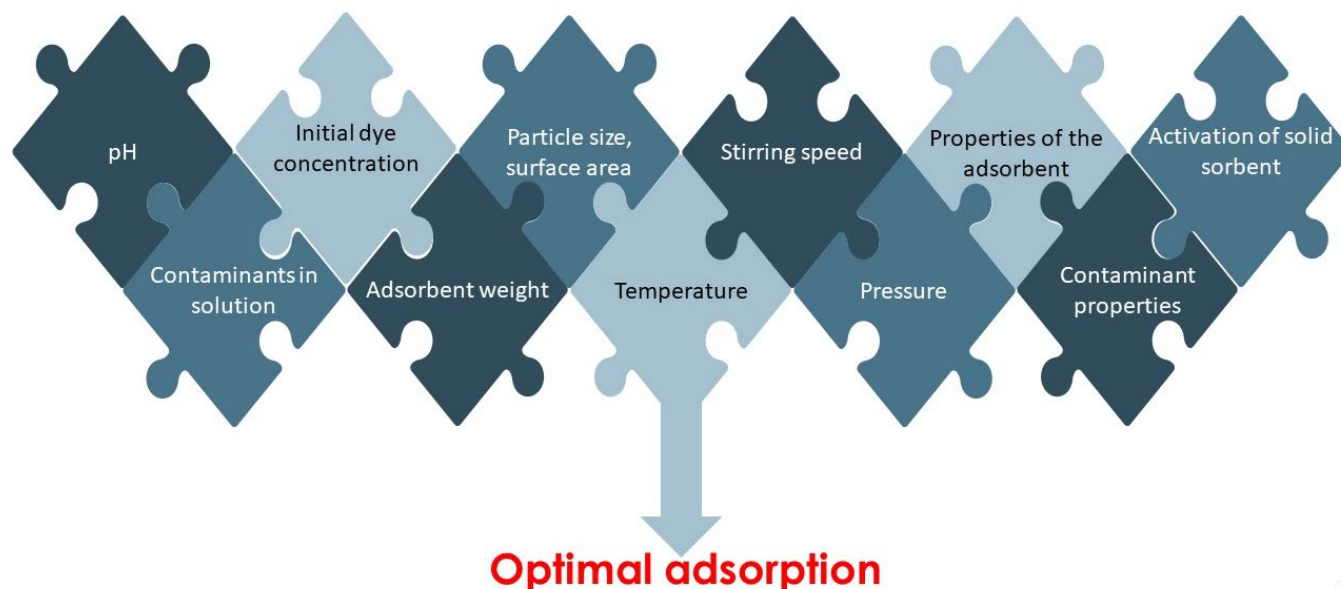 pH
Initial dye
concentration
Particle size,
surface area
Stirring speed
Properties of the
adsorbent
Activation of solid
sorbent
Contaminants in
solution
Adsorbent weight
Temperature
Pressure
Contaminant
properties
Optimal adsorption